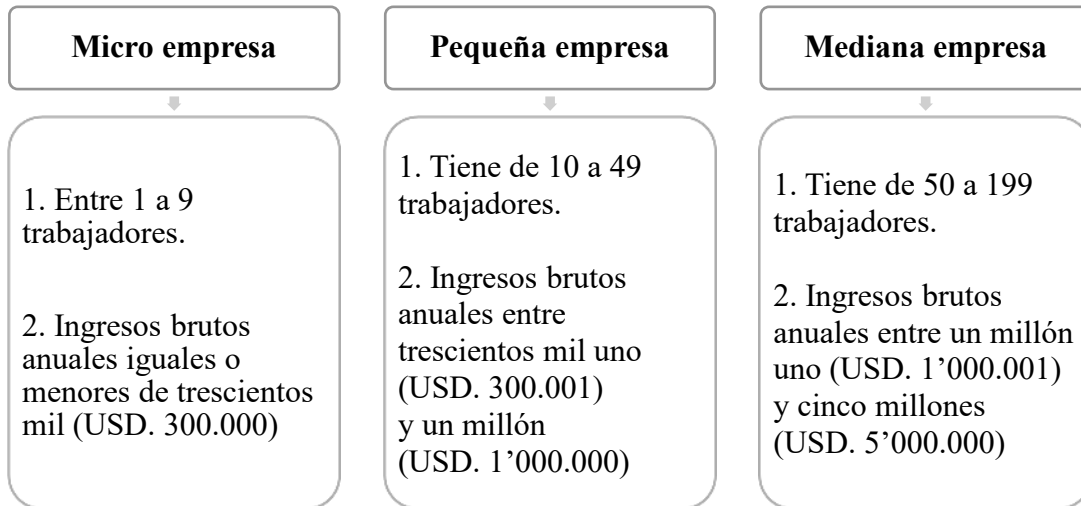 Micro empresa
1. Entre 1 a 9
trabajadores.
2. Ingresos brutos
anuales iguales o
menores de trescientos
mil (USD. 300.000)
Pequeña empresa
1. Tiene de 10 a 49
trabajadores.
2. Ingresos brutos
anuales entre
trescientos mil uno
(USD. 300.001)
y un millón
(USD. 1’000.000)
Mediana empresa
1. Tiene de 50 a 199
trabajadores.
2. Ingresos brutos
anuales entre un millón
uno (USD. 1’000.001)
y cinco millones
(USD. 5’000.000)